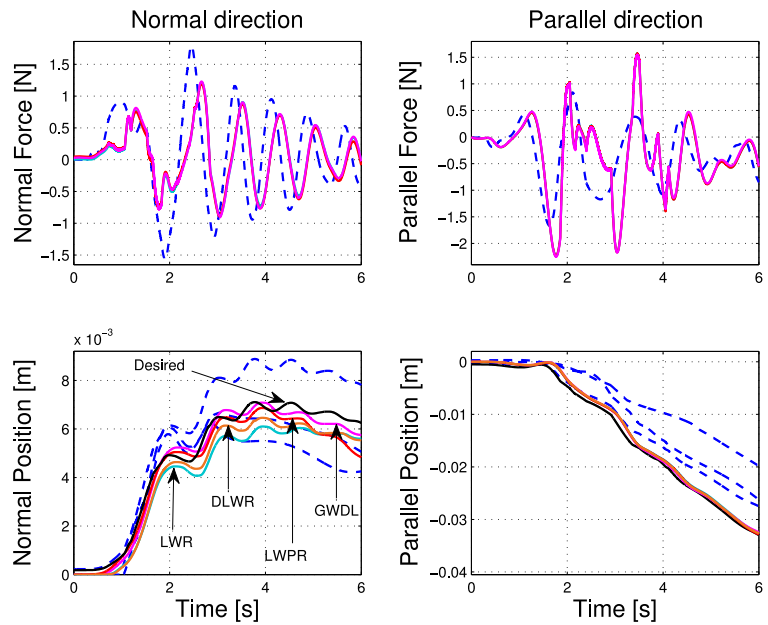 Normal direction
Parallel direction
Normal Force [N]
1.5
1
0.5
0
−0.5
−1
−1.5
0
2
4
6
Parallel Force [N]
1.5
1
0.5
0
−0.5
−1
−1.5
−2
0
2
4
6
Normal Position [m]
x 10⁻³
8
6
4
2
0
Desired
LWR
DLWR
LWPR
GWDL
0
2
4
6
Time [s]
Parallel Position [m]
0
−0.01
−0.02
−0.03
−0.04
0
2
4
6
Time [s]